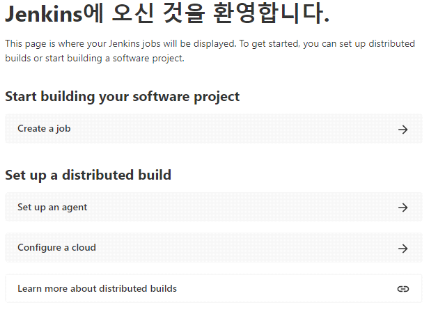 Jenkins에 오신 것을 환영합니다.
This page is where your Jenkins jobs will be displayed. To get started, you can set up distributed
builds or start building a software project.
Start building your software project
Create a job
Set up a distributed build
Set up an agent
Configure a cloud
Learn more about distributed builds